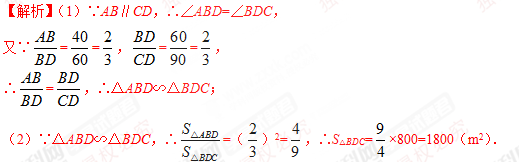 【解析】(1)∵AB∥CD,∴∠ABD=∠BDC,
又∵AB/BD=40/60=2/3,BD/CD=60/90=2/3,
∴AB/BD=BD/CD,∴△ABD∽△BDC;
(2)∵△ABD∽△BDC,∴S△ABD/S△BDC=(2/3)²=4/9,∴S△BDC=9/4×800=1800(m²).